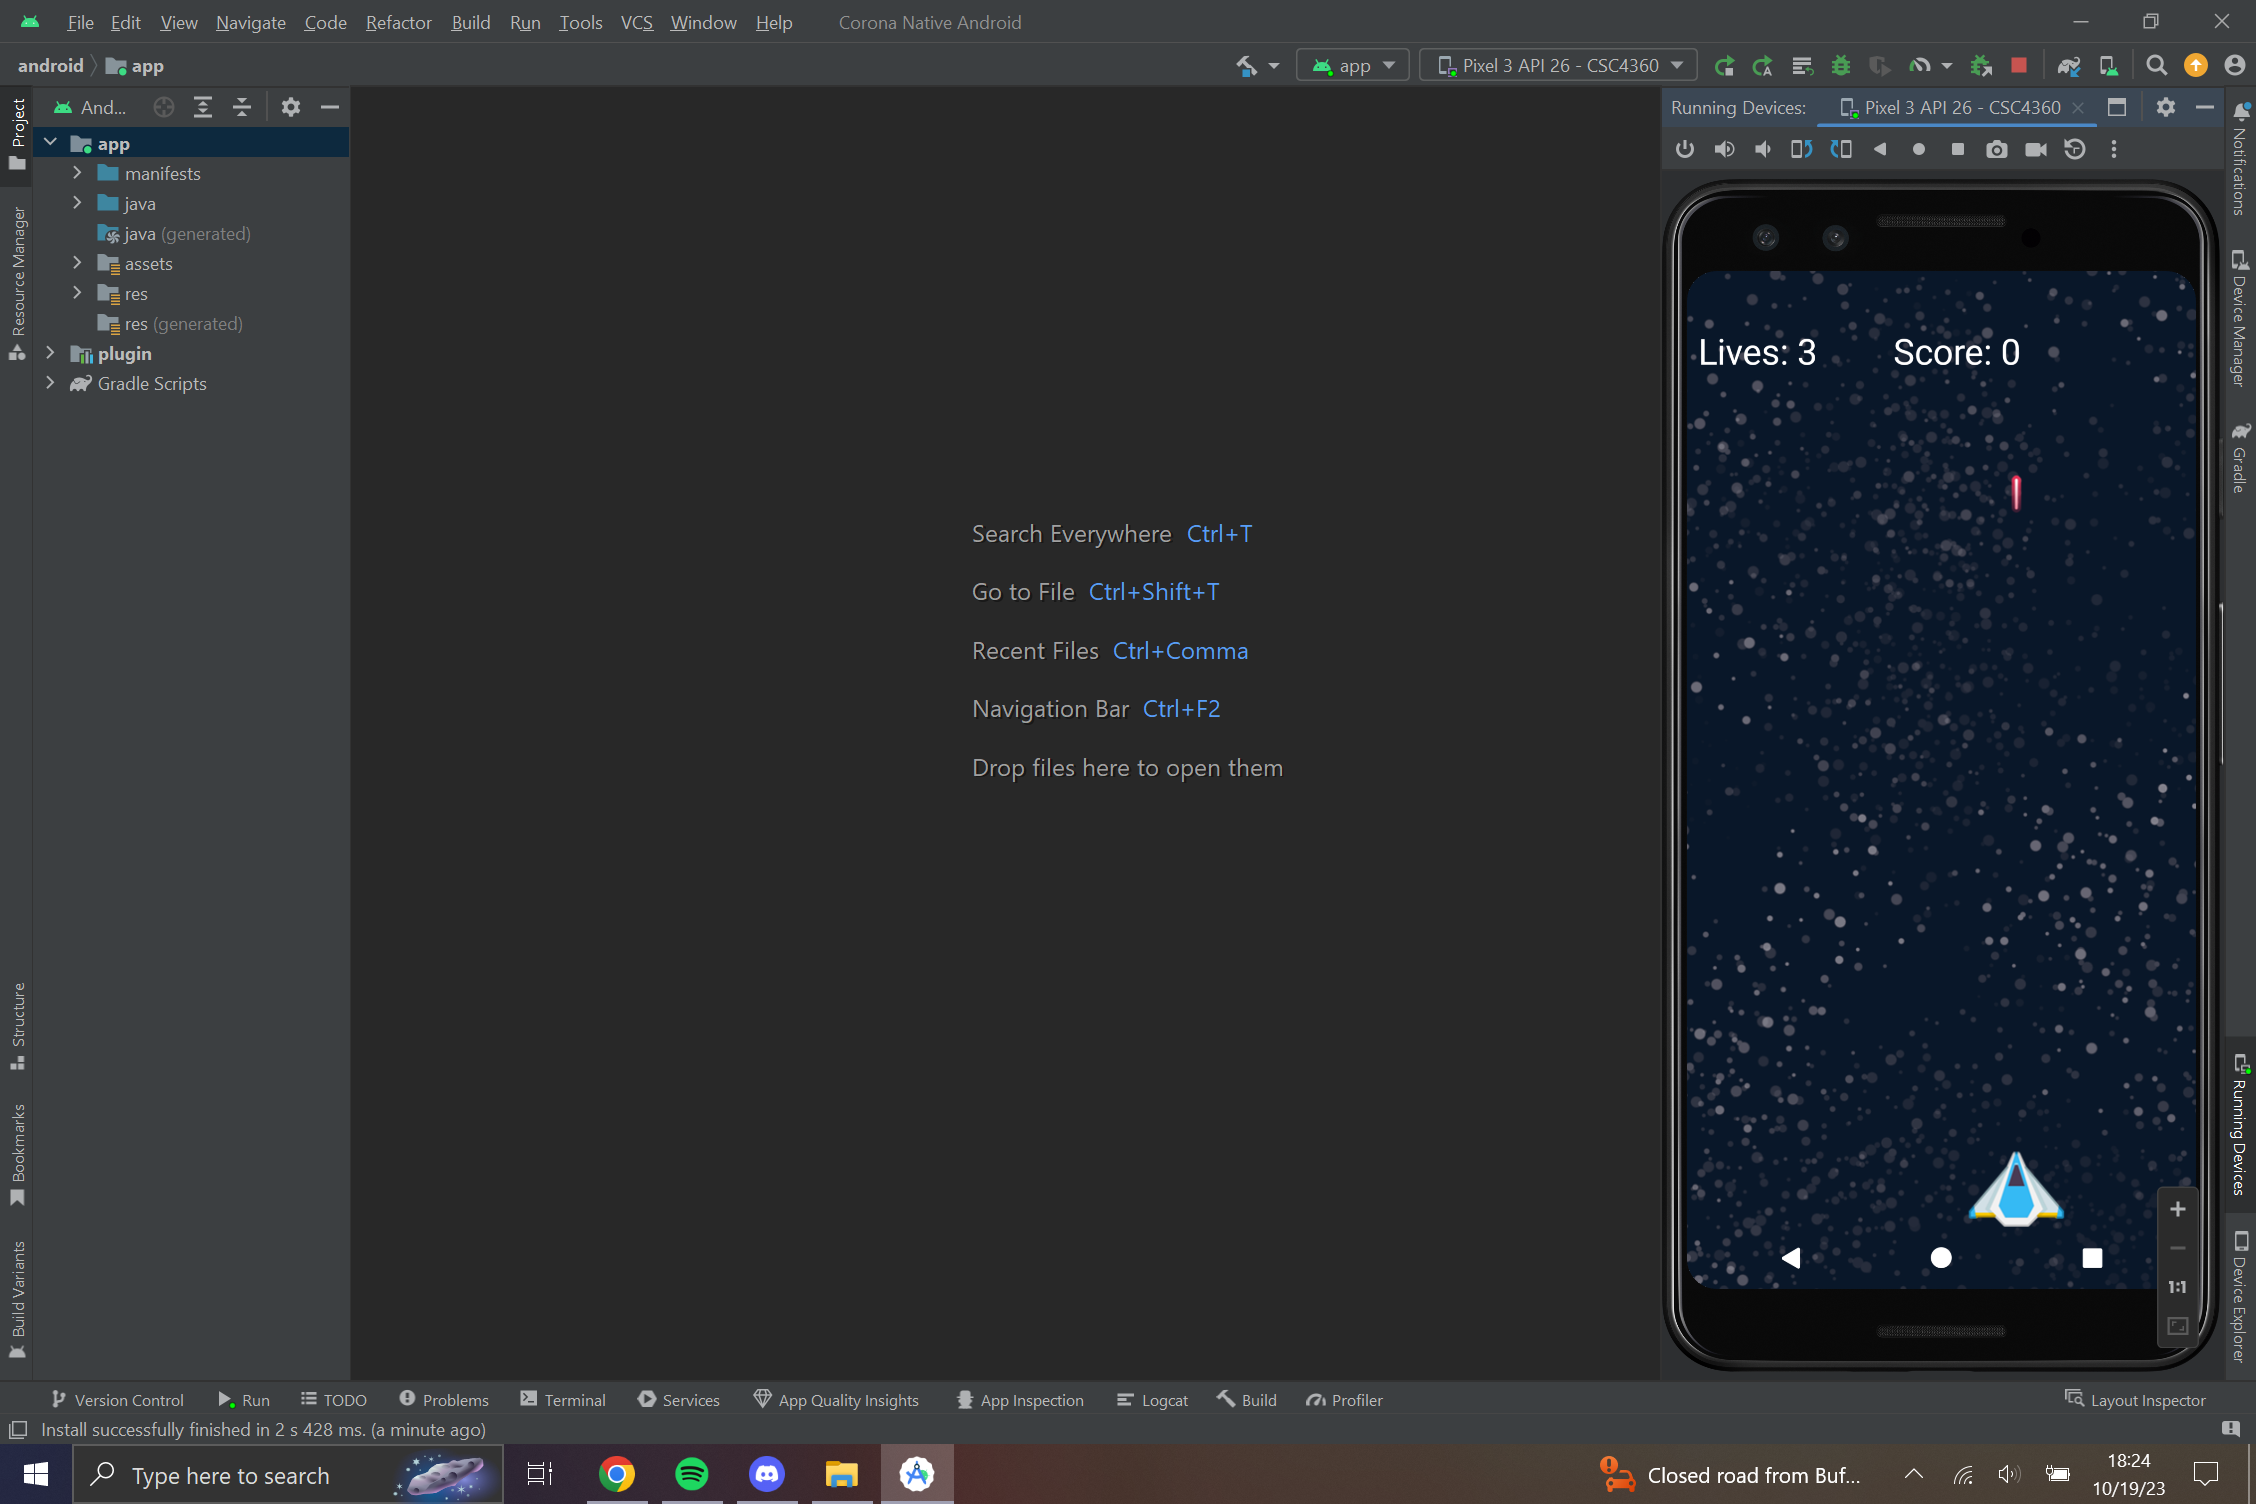 File Edit View Navigate Code Refactor Build Run Tools VCS Window Help Corona Native Android
android app
app
Pixel 3 API 26 - CSC4360
And...
Running Devices:
Pixel 3 API 26 - CSC4360
Project
Resource Manager
Structure
Bookmarks
Build Variants
app
manifests
java
java (generated)
assets
res
res (generated)
plugin
Gradle Scripts
Search Everywhere Ctrl+T
Go to File Ctrl+Shift+T
Recent Files Ctrl+Comma
Navigation Bar Ctrl+F2
Drop files here to open them
Lives: 3 Score: 0
1:1
Notifications
Device Manager
Gradle
Running Devices
Device Explorer
Version Control Run TODO Problems Terminal Services App Quality Insights App Inspection Logcat Build Profiler Layout Inspector
Install successfully finished in 2 s 428 ms. (a minute ago)
Type here to search
Closed road from Buf...
18:24
10/19/23